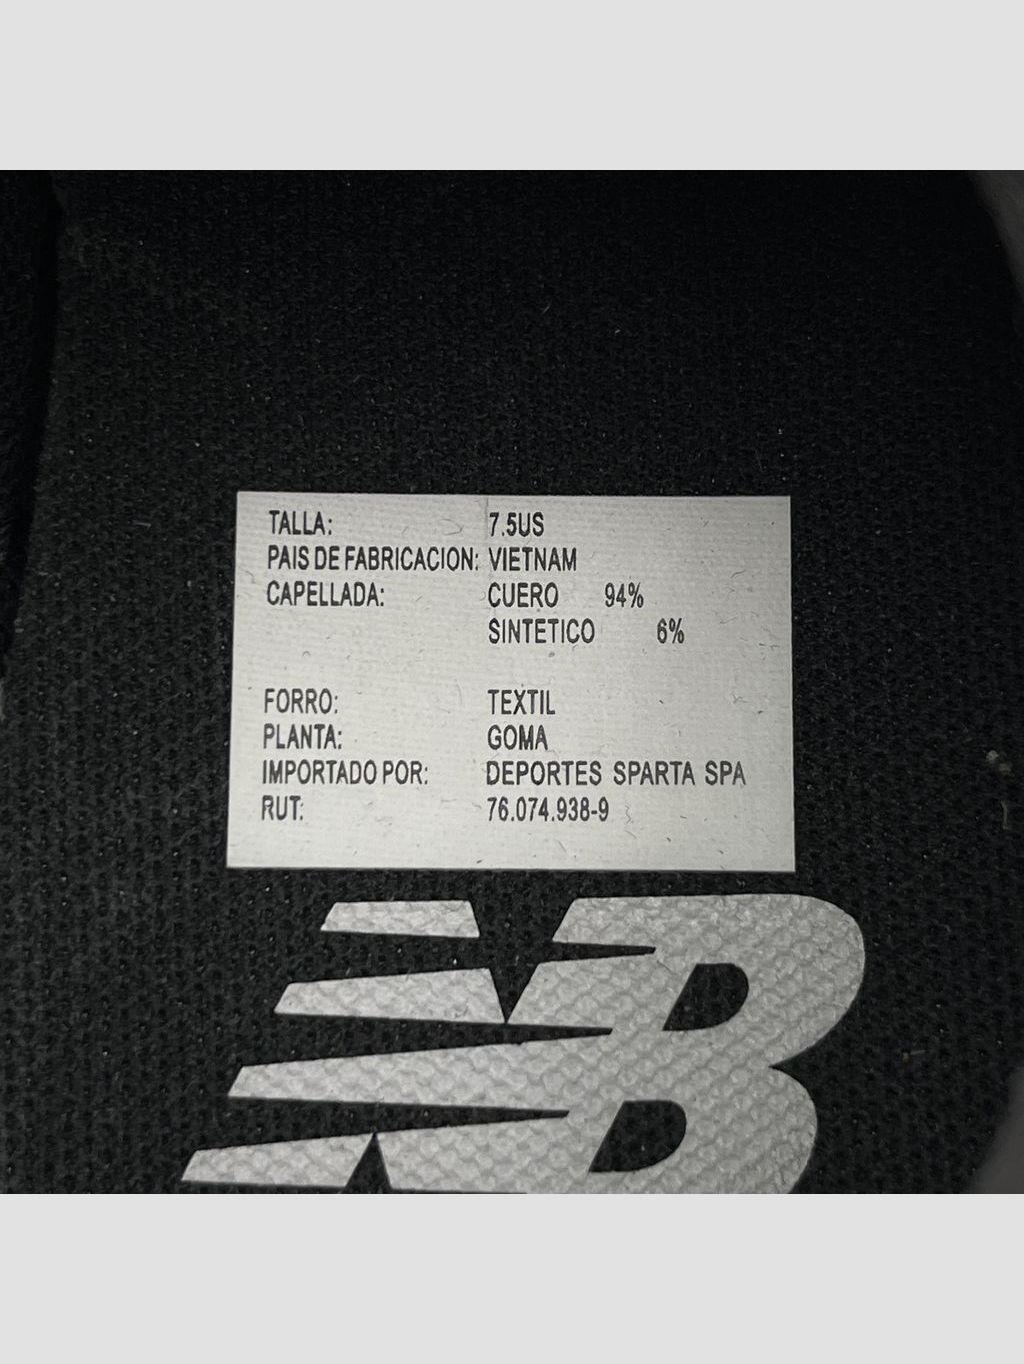 TALLA: 7.5US
PAIS DE FABRICACION: VIETNAM
CAPELLADA: CUERO 94%
SINTETICO 6%
FORRO: TEXTIL
PLANTA: GOMA
IMPORTADO POR: DEPORTES SPARTA SPA
RUT: 76.074.938-9
NB